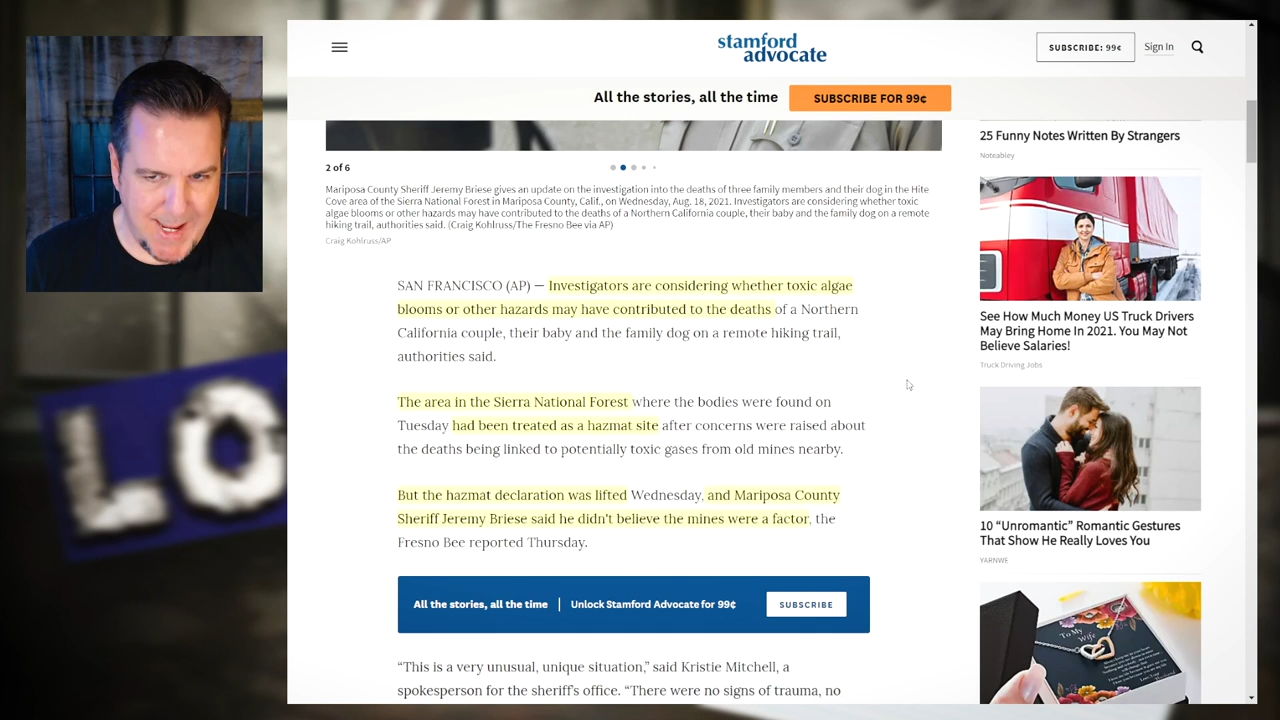 stamford
advocate
SUBSCRIBE: 99¢
Sign In
All the stories, all the time
SUBSCRIBE FOR 99¢
2 of 6
Mariposa County Sheriff Jeremy Briese gives an update on the investigation into the deaths of three family members and their dog in the Hite
Cove area of the Sierra National Forest in Mariposa County, Calif., on Wednesday, Aug. 18, 2021. Investigators are considering whether toxic
algae blooms or other hazards may have contributed to the deaths of a Northern California couple, their baby and the family dog on a remote
hiking trail, authorities said. (Craig Kohlruss/The Fresno Bee via AP)
Craig Kohlruss/AP
SAN FRANCISCO (AP) — Investigators are considering whether toxic algae
blooms or other hazards may have contributed to the deaths of a Northern
California couple, their baby and the family dog on a remote hiking trail,
authorities said.
The area in the Sierra National Forest where the bodies were found on
Tuesday had been treated as a hazmat site after concerns were raised about
the deaths being linked to potentially toxic gases from old mines nearby.
But the hazmat declaration was lifted Wednesday, and Mariposa County
Sheriff Jeremy Briese said he didn't believe the mines were a factor, the
Fresno Bee reported Thursday.
All the stories, all the time | Unlock Stamford Advocate for 99¢
SUBSCRIBE
“This is a very unusual, unique situation,” said Kristie Mitchell, a
spokesperson for the sheriff’s office. “There were no signs of trauma, no
25 Funny Notes Written By Strangers
Noteabley
See How Much Money US Truck Drivers
May Bring Home In 2021. You May Not
Believe Salaries!
Truck Driving Jobs
10 “Unromantic” Romantic Gestures
That Show He Really Loves You
YARNWE
To My
Wife
LO